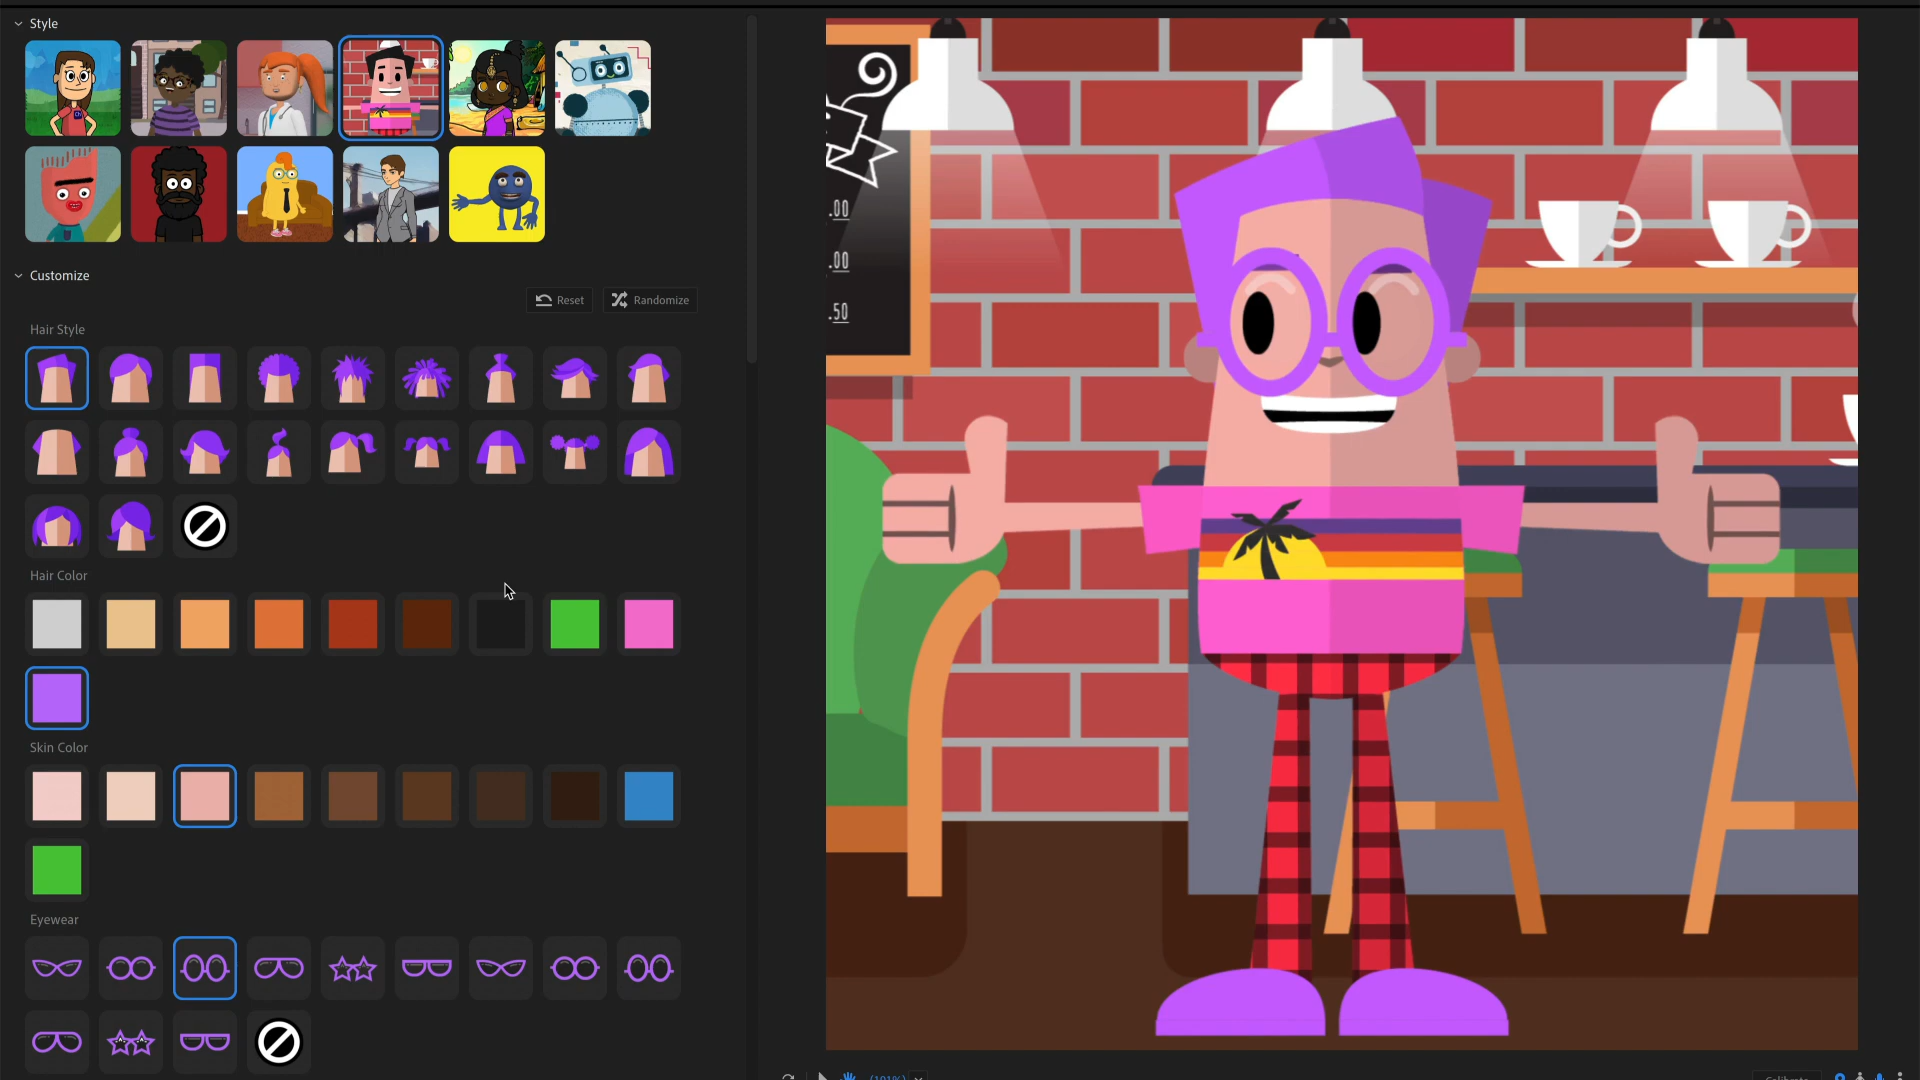 Style
Customize
Reset
Randomize
Hair Style
Hair Color
Skin Color
Eyewear
.00
.00
.50